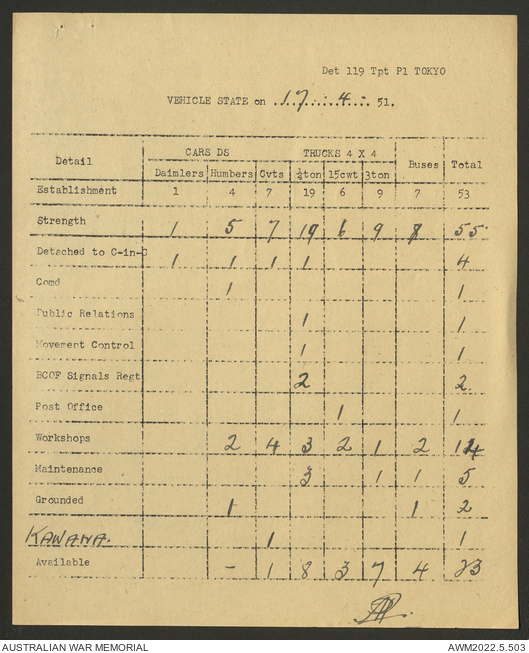 Det 119 Tpt Pl TOKYO
VEHICLE STATE on 17. 4. 51.
Detail CARS DS TRUCKS 4 X 4 Buses Total
Daimlers Humbers Cvts ½ton 15cwt 3ton
Establishment 1 4 7 19 6 9 7 53
Strength 1 5 7 19 6 9 8 55
Detached to C-in-C 1 1 1 1 4
Comd 1 1
Public Relations 1 1
Movement Control 1 1
BCOF Signals Regt 2 2
Post Office 1 1
Workshops 2 4 3 2 1 2 14
Maintenance 3 1 1 5
Grounded 1 1 2
KAWANA. 1 1
Available - 1 8 3 7 4 23
AUSTRALIAN WAR MEMORIAL AWM2022.5.503